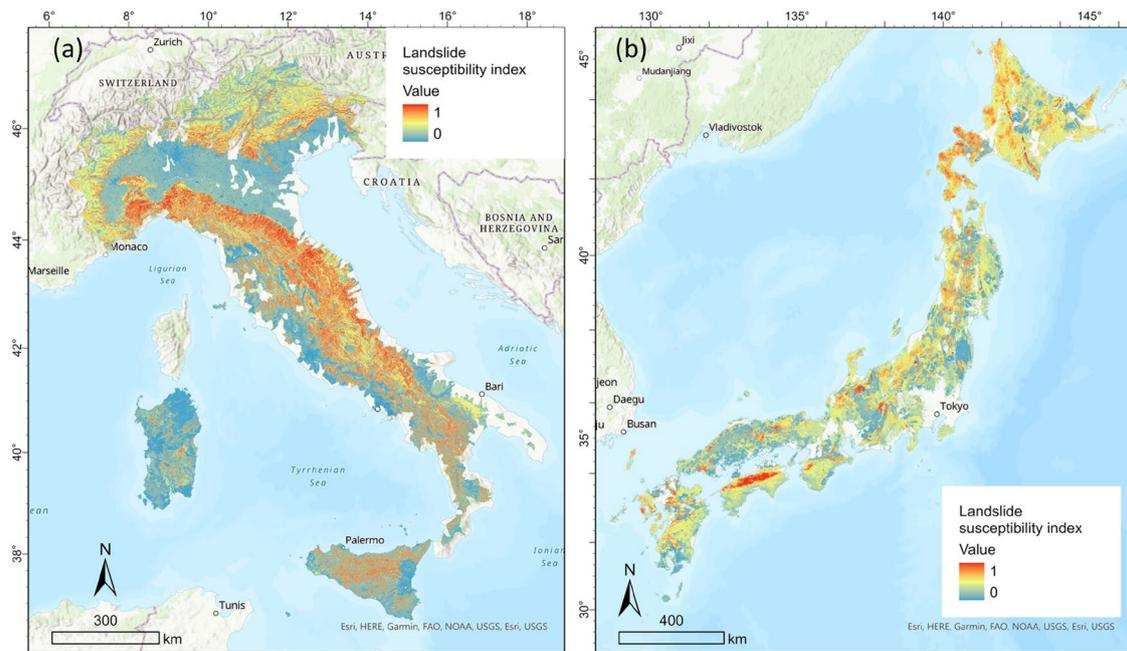 6° 8° 10° 12° 14° 16° 18°
(a)
Zurich
SWITZERLAND
AUSTR
Landslide
susceptibility index
Value
1
0
46°
44°
42°
40°
38°
CROATIA
BOSNIA AND
HERZEGOVINA
Sar
Monaco
Marseille
Ligurian
Sea
Adriatic
Sea
Bari
Tyrrhenian
Sea
ean
Palermo
Ionian
Sea
N
Tunis
300
km
Esri, HERE, Garmin, FAO, NOAA, USGS, Esri, USGS
130° 135° 140° 145°
(b)
Jixi
Mudanjiang
Vladivostok
45°
40°
35°
30°
jeon
Daegu
ju
Busan
Tokyo
Landslide
susceptibility index
Value
1
0
N
400
km
Esri, HERE, Garmin, FAO, NOAA, USGS, Esri, USGS